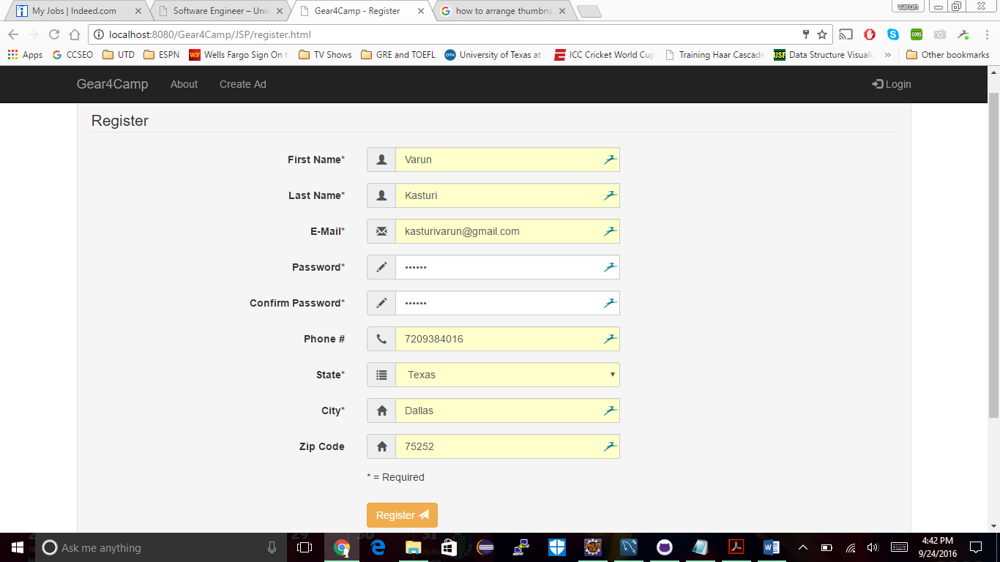 My Jobs | Indeed.com
Software Engineer – Univ
Gear4Camp - Register
how to arrange thumbna
varun
localhost:8080/Gear4Camp/JSP/register.html
CORS
Apps
CCSEO
UTD
ESPN
Wells Fargo Sign On t
TV Shows
GRE and TOEFL
University of Texas at
ICC Cricket World Cup
Training Haar Cascade
Data Structure Visuali
»
Other bookmarks
Gear4Camp About Create Ad Login
Register
First Name* Varun
Last Name* Kasturi
E-Mail* kasturivarun@gmail.com
Password* ••••••
Confirm Password* ••••••
Phone # 7209384016
State* Texas
City* Dallas
Zip Code 75252
* = Required
Register
Ask me anything
4:42 PM
9/24/2016